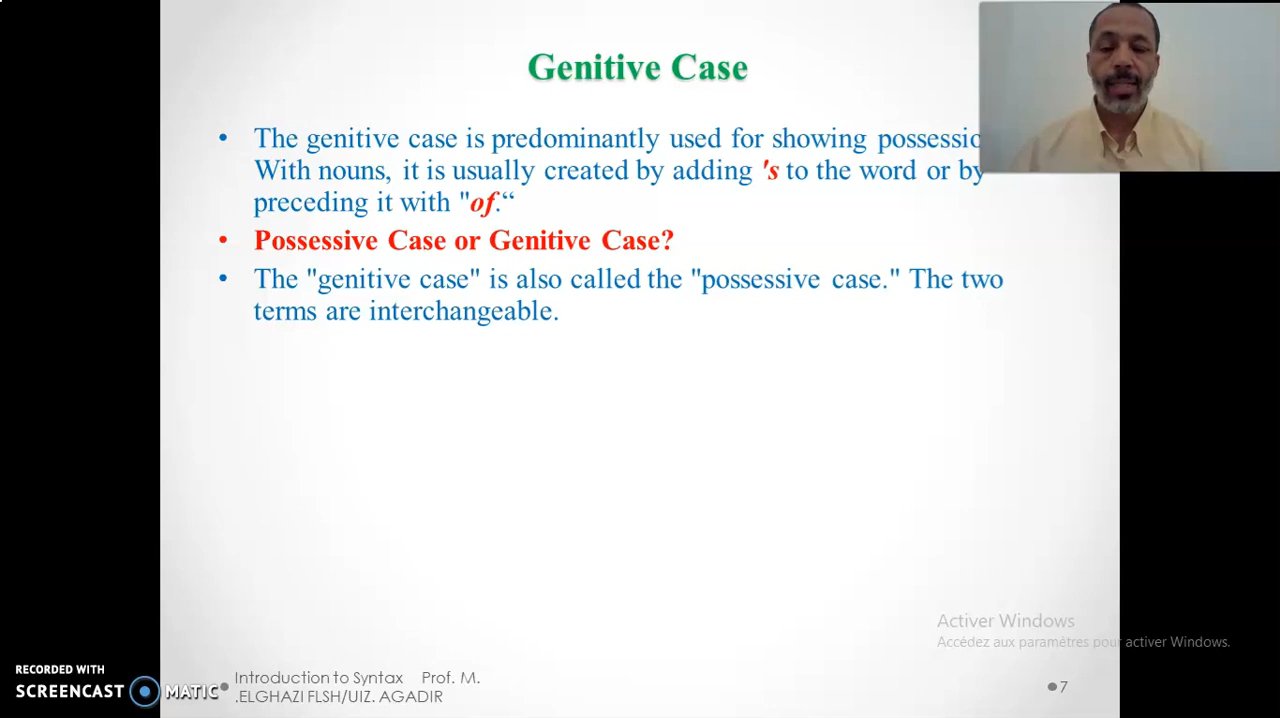 Genitive Case
• The genitive case is predominantly used for showing possessio
With nouns, it is usually created by adding 's to the word or by
preceding it with "of.“
• Possessive Case or Genitive Case?
• The "genitive case" is also called the "possessive case." The two
terms are interchangeable.
Activer Windows
Accédez aux paramètres pour activer Windows.
RECORDED WITH
SCREENCAST MATIC
• Introduction to Syntax Prof. M.
.ELGHAZI FLSH/UIZ. AGADIR
• 7